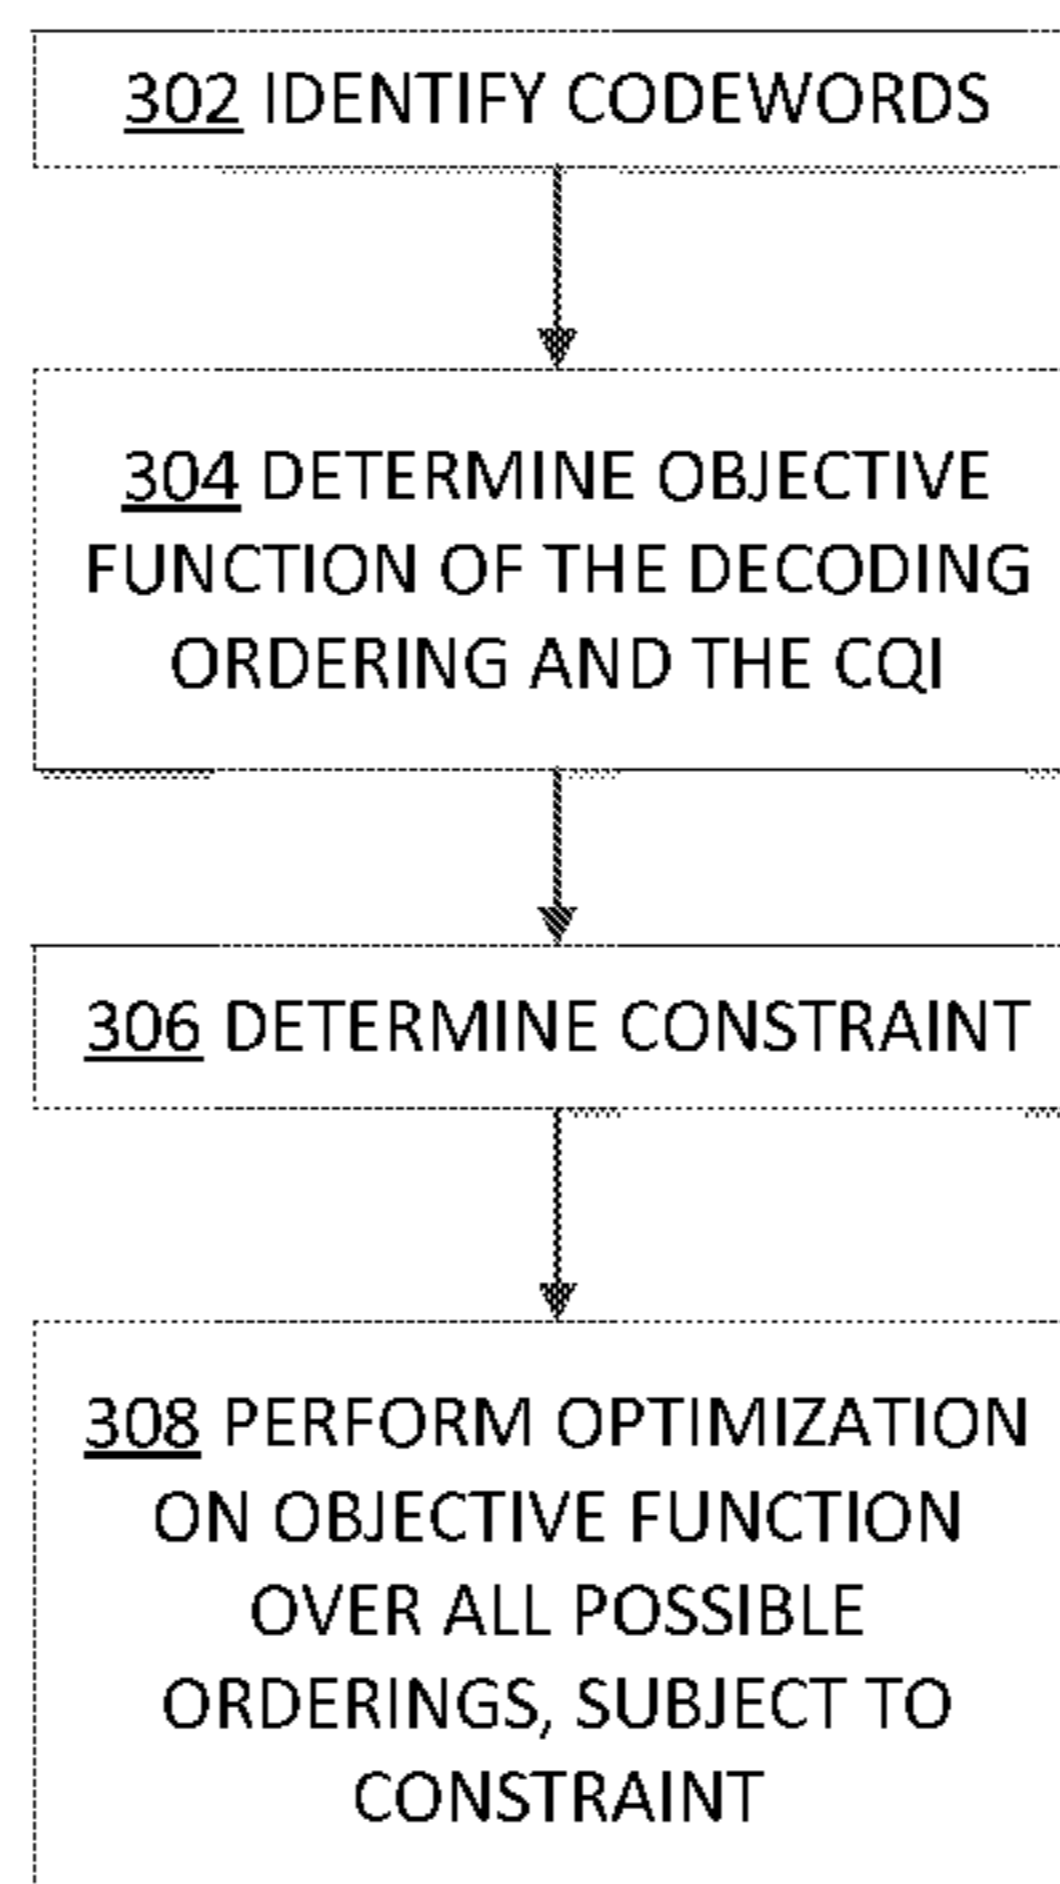 302 IDENTIFY CODEWORDS
304 DETERMINE OBJECTIVE
FUNCTION OF THE DECODING
ORDERING AND THE CQI
306 DETERMINE CONSTRAINT
308 PERFORM OPTIMIZATION
ON OBJECTIVE FUNCTION
OVER ALL POSSIBLE
ORDERINGS, SUBJECT TO
CONSTRAINT